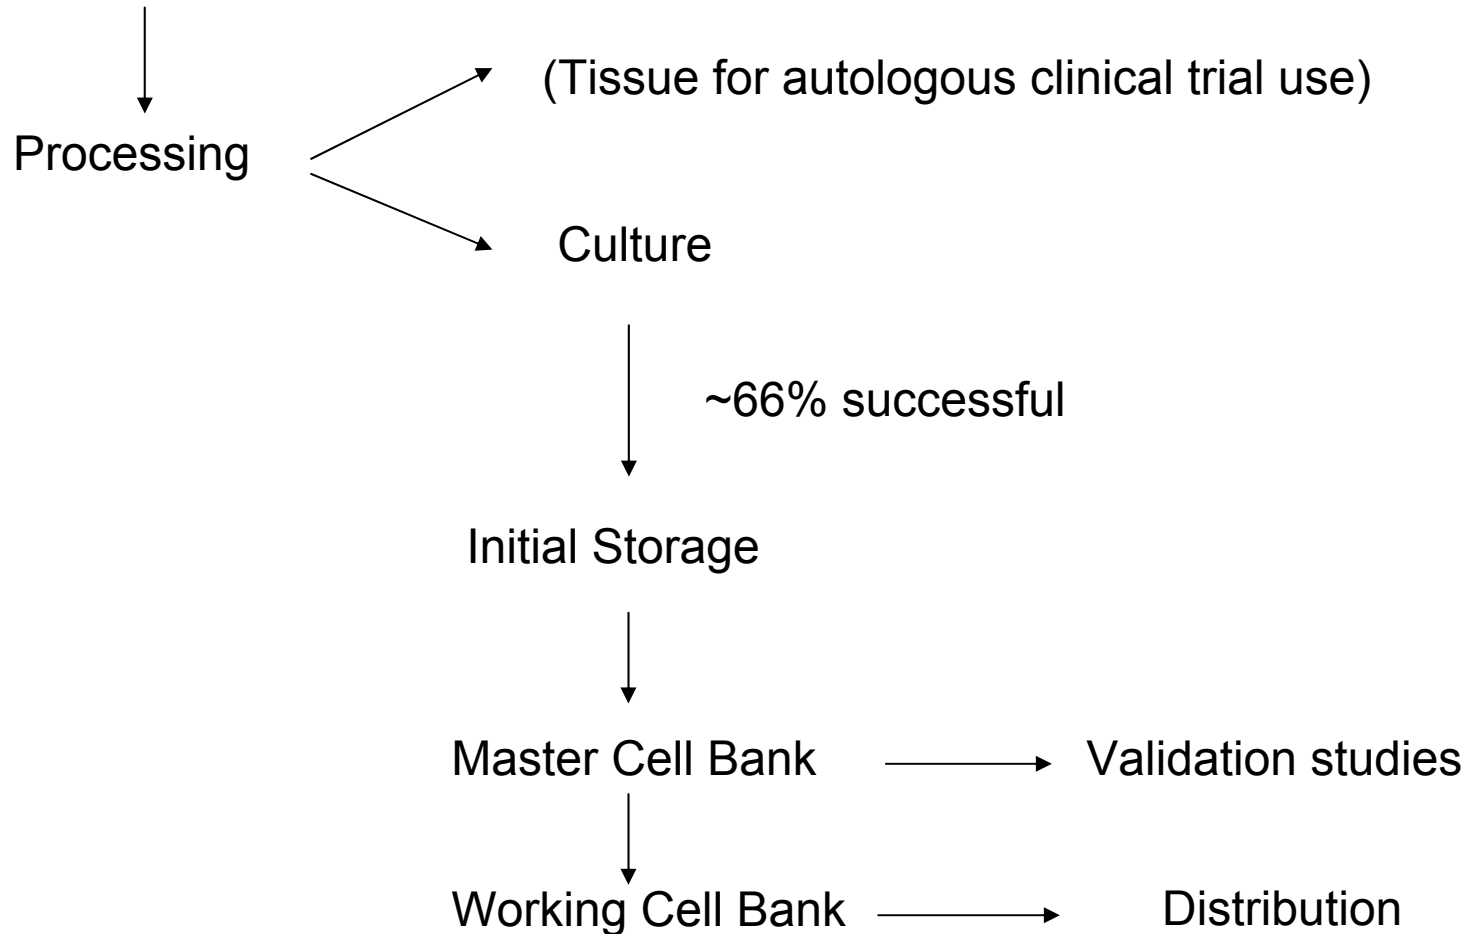 (Tissue for autologous clinical trial use)
Processing
Culture
~66% successful
Initial Storage
Master Cell Bank
Validation studies
Working Cell Bank
Distribution